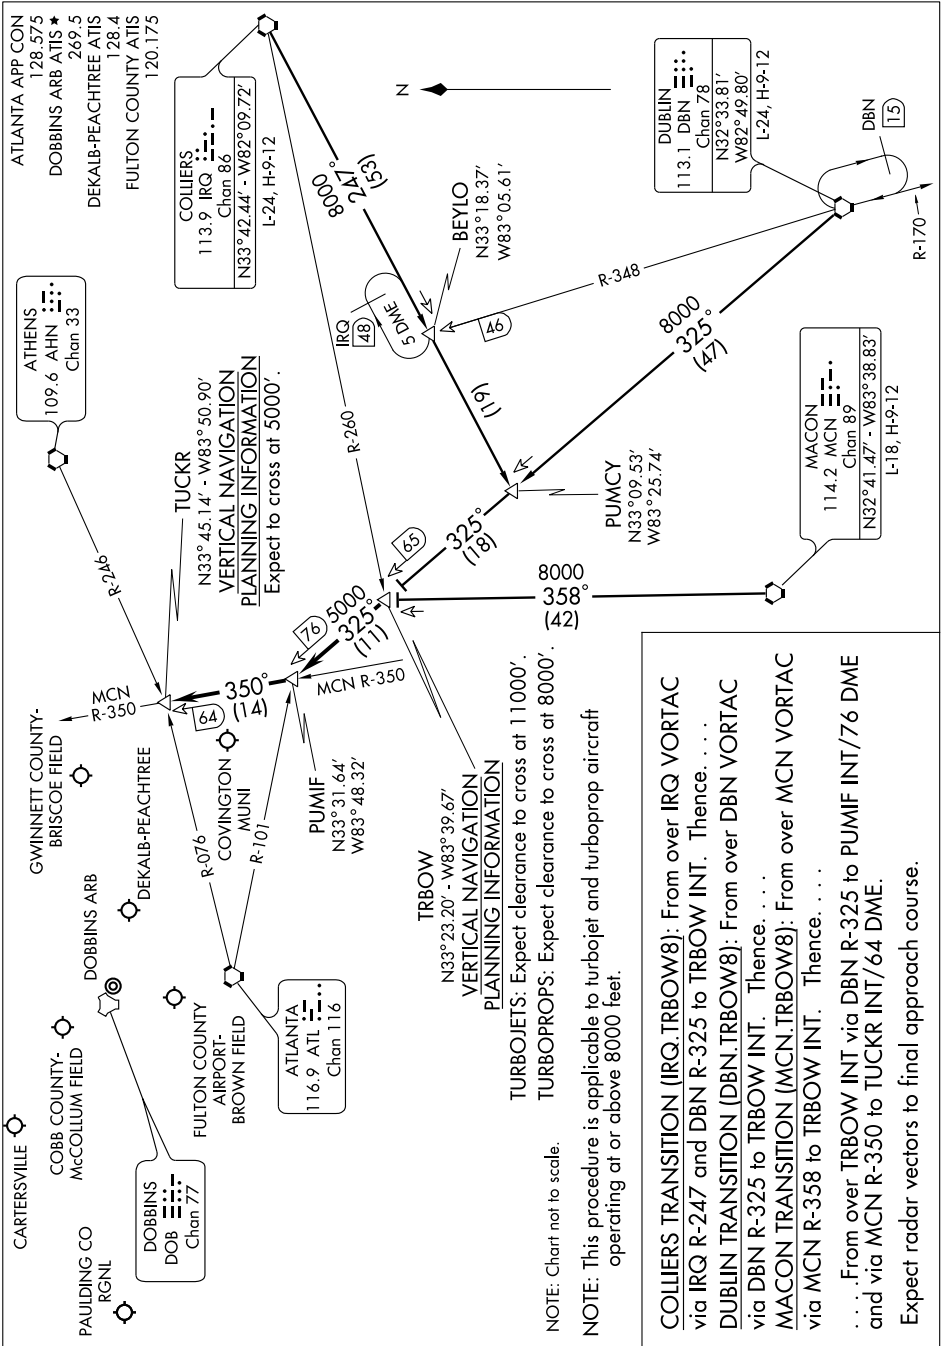 ATLANTA APP CON
128.575
DOBBINS ARB ATIS ★
269.5
DEKALB-PEACHTREE ATIS
128.4
FULTON COUNTY ATIS
120.175
CARTERSVILLE
COBB COUNTY-
McCOLLUM FIELD
PAULDING CO
RGNL
DOBBINS ARB
DOBBINS
DOB
Chan 77
GWINNETT COUNTY-
BRISCOE FIELD
DEKALB-PEACHTREE
FULTON COUNTY
AIRPORT-
BROWN FIELD
COVINGTON
MUNI
ATLANTA
116.9 ATL
Chan 116
R-076
R-101
MCN
R-350
64
350°
(14)
MCN R-350
ATHENS
109.6 AHN
Chan 33
R-246
TUCKR
N33°45.14' - W83°50.90'
VERTICAL NAVIGATION
PLANNING INFORMATION
Expect to cross at 5000'.
PUMIF
N33°31.64'
W83°48.32'
76
5000
325°
(11)
COLLIERS
113.9 IRQ
Chan 86
N33°42.44' - W82°09.72'
L-24, H-9-12
R-260
8000
247°
(53)
N
IRQ
48
5 DME
BEYLO
N33°18.37'
W83°05.61'
46
(19)
R-348
65
325°
(18)
PUMCY
N33°09.53'
W83°25.74'
8000
325°
(47)
DUBLIN
113.1 DBN
Chan 78
N32°33.81'
W82°49.80'
L-24, H-9-12
DBN
15
R-170
8000
358°
(42)
MACON
114.2 MCN
Chan 89
N32°41.47' - W83°38.83'
L-18, H-9-12
TRBOW
N33°23.20' - W83°39.67'
VERTICAL NAVIGATION
PLANNING INFORMATION
TURBOJETS: Expect clearance to cross at 11000'.
TURBOPROPS: Expect clearance to cross at 8000'.
NOTE: Chart not to scale.
NOTE: This procedure is applicable to turbojet and turboprop aircraft
operating at or above 8000 feet.
COLLIERS TRANSITION (IRQ.TRBOW8): From over IRQ VORTAC
via IRQ R-247 and DBN R-325 to TRBOW INT. Thence. . . .
DUBLIN TRANSITION (DBN.TRBOW8): From over DBN VORTAC
via DBN R-325 to TRBOW INT. Thence. . . .
MACON TRANSITION (MCN.TRBOW8): From over MCN VORTAC
via MCN R-358 to TRBOW INT. Thence. . . .
. . . .From over TRBOW INT via DBN R-325 to PUMIF INT/76 DME
and via MCN R-350 to TUCKR INT/64 DME.
Expect radar vectors to final approach course.